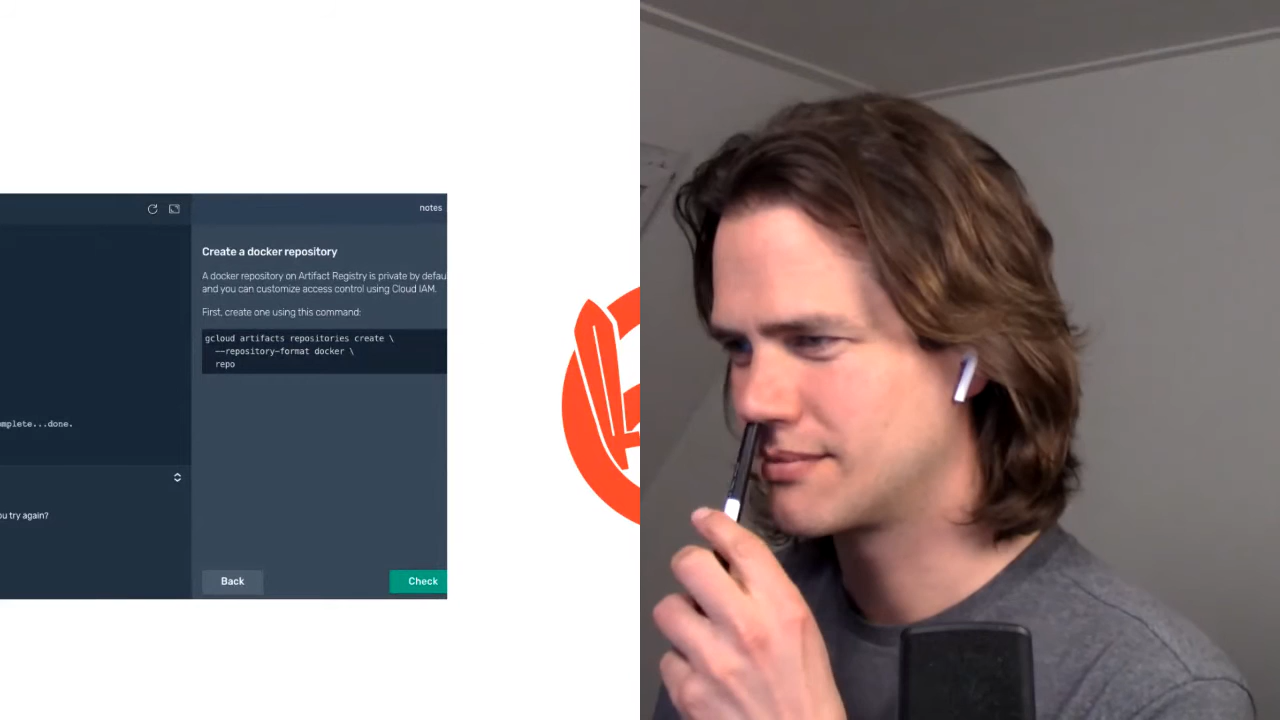 notes
Create a docker repository
A docker repository on Artifact Registry is private by defau
and you can customize access control using Cloud IAM.
First, create one using this command:
gcloud artifacts repositories create \
--repository-format docker \
repo
mplete...done.
ou try again?
Back
Check